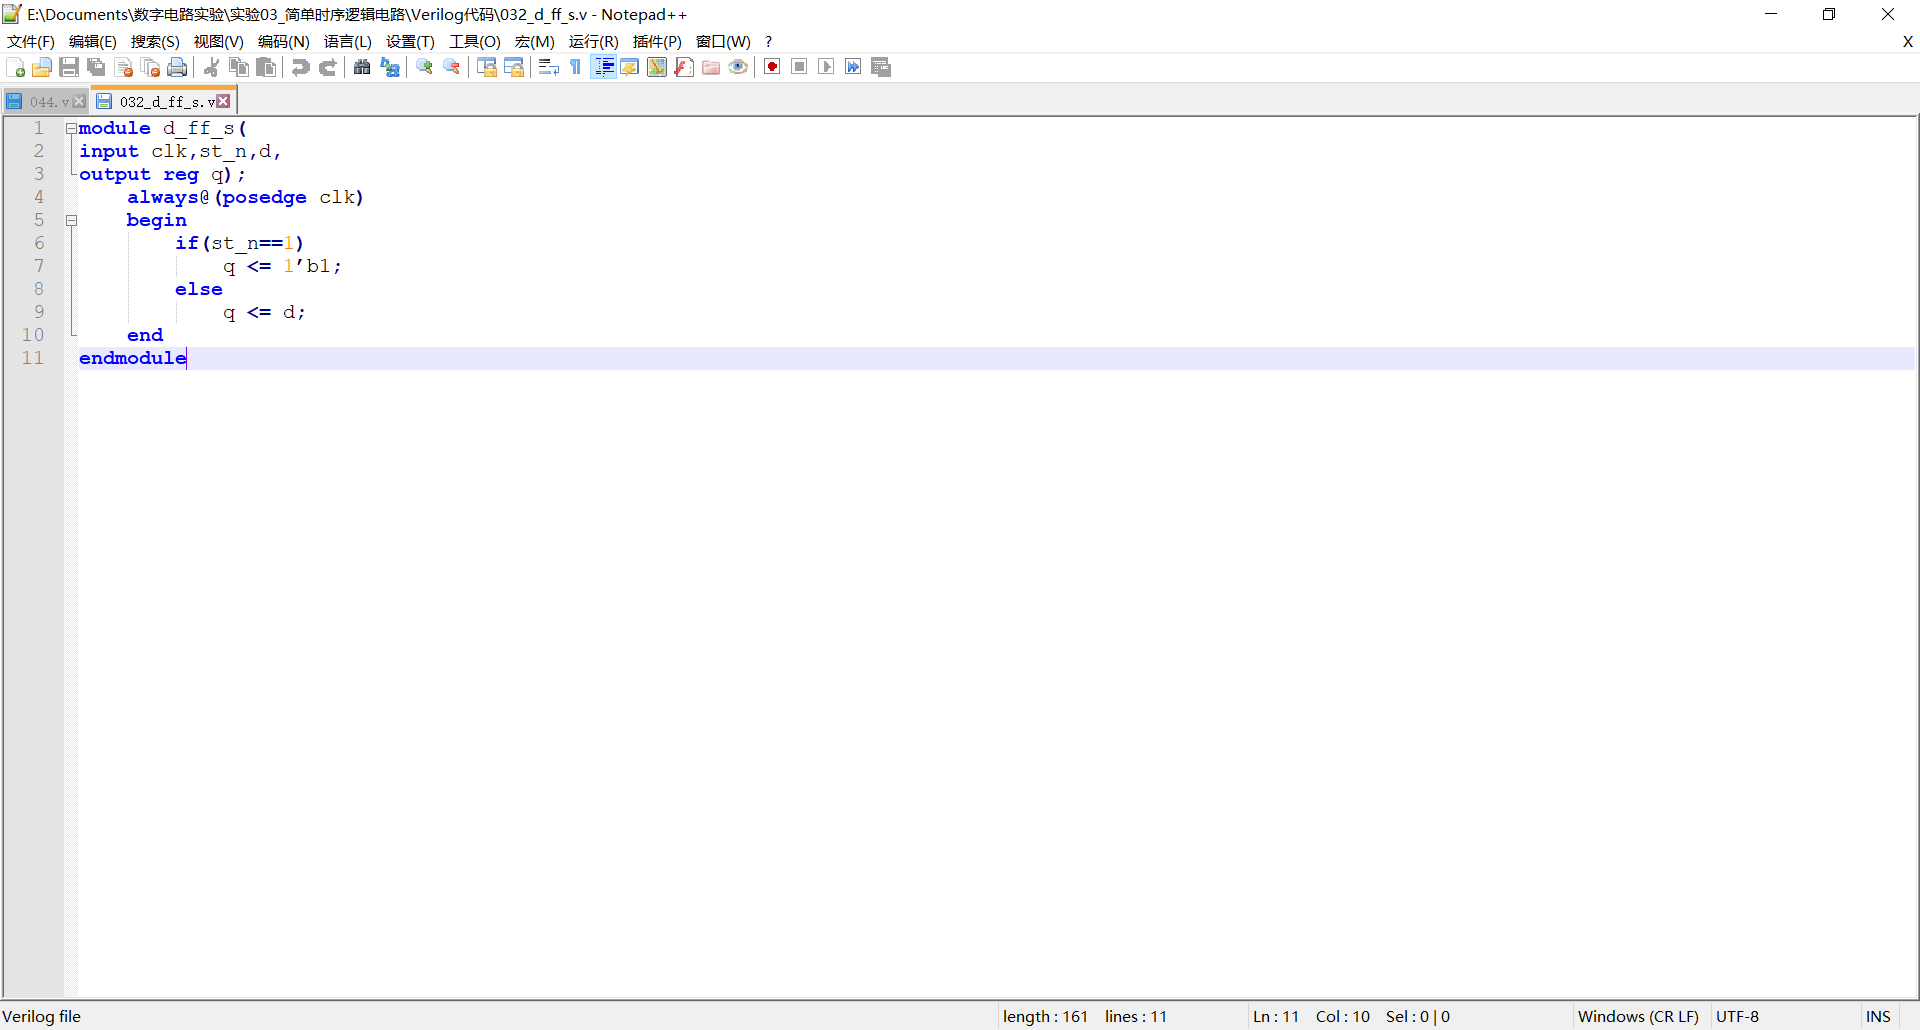 E:\Documents\数字电路实验\实验03_简单时序逻辑电路\Verilog代码\032_d_ff_s.v - Notepad++
文件(F) 编辑(E) 搜索(S) 视图(V) 编码(N) 语言(L) 设置(T) 工具(O) 宏(M) 运行(R) 插件(P) 窗口(W) ? X
044.v 032_d_ff_s.v
1 module d_ff_s(
2 input clk,st_n,d,
3 output reg q);
4 always@(posedge clk)
5 begin
6 if(st_n==1)
7 q <= 1'b1;
8 else
9 q <= d;
10 end
11 endmodule
Verilog file length : 161 lines : 11 Ln : 11 Col : 10 Sel : 0 | 0 Windows (CR LF) UTF-8 INS